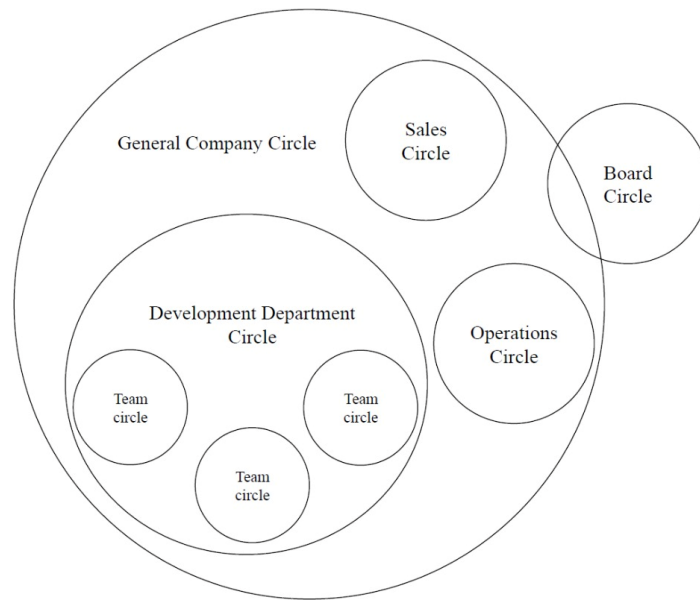 Sales
Circle
General Company Circle
Board
Circle
Development Department
Circle
Operations
Circle
Team
circle
Team
circle
Team
circle